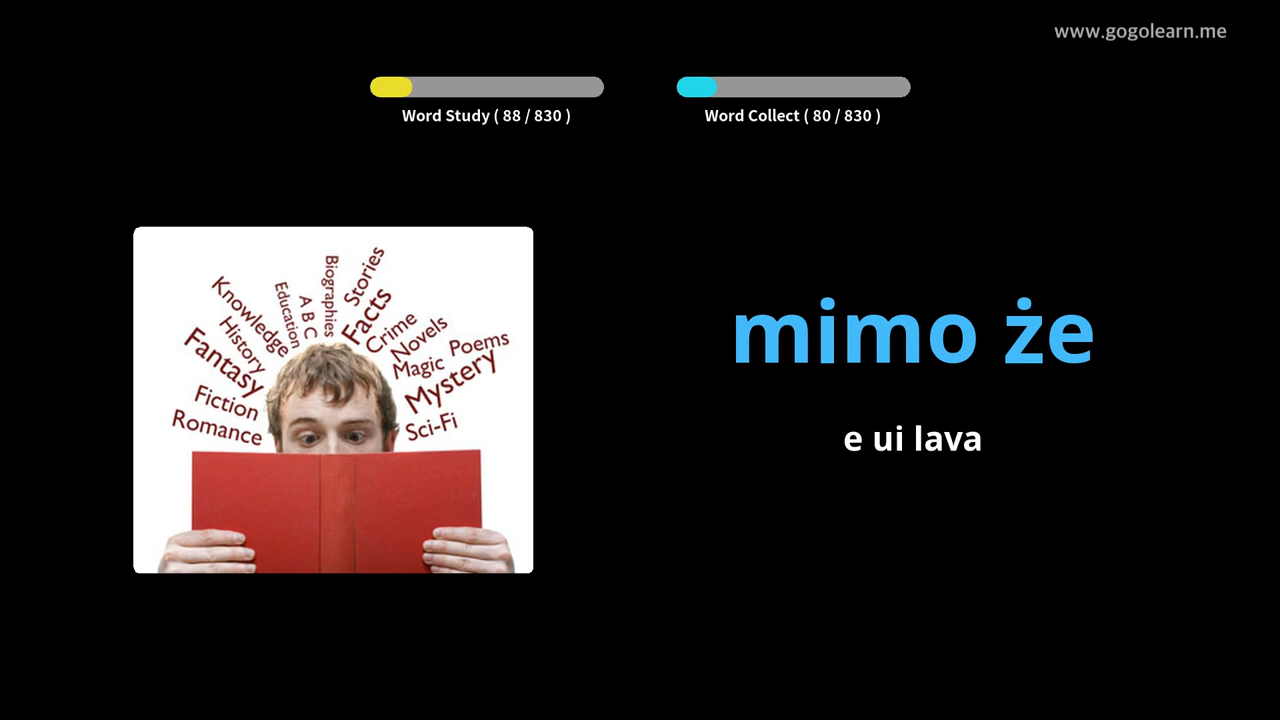 www.gogolearn.me
Word Study ( 88 / 830 )
Word Collect ( 80 / 830 )
Knowledge
History
Fantasy
Fiction
Romance
Education
A B C
Biographies
Stories
Facts
Crime
Novels
Magic
Poems
Mystery
Sci-Fi
mimo że
e ui lava